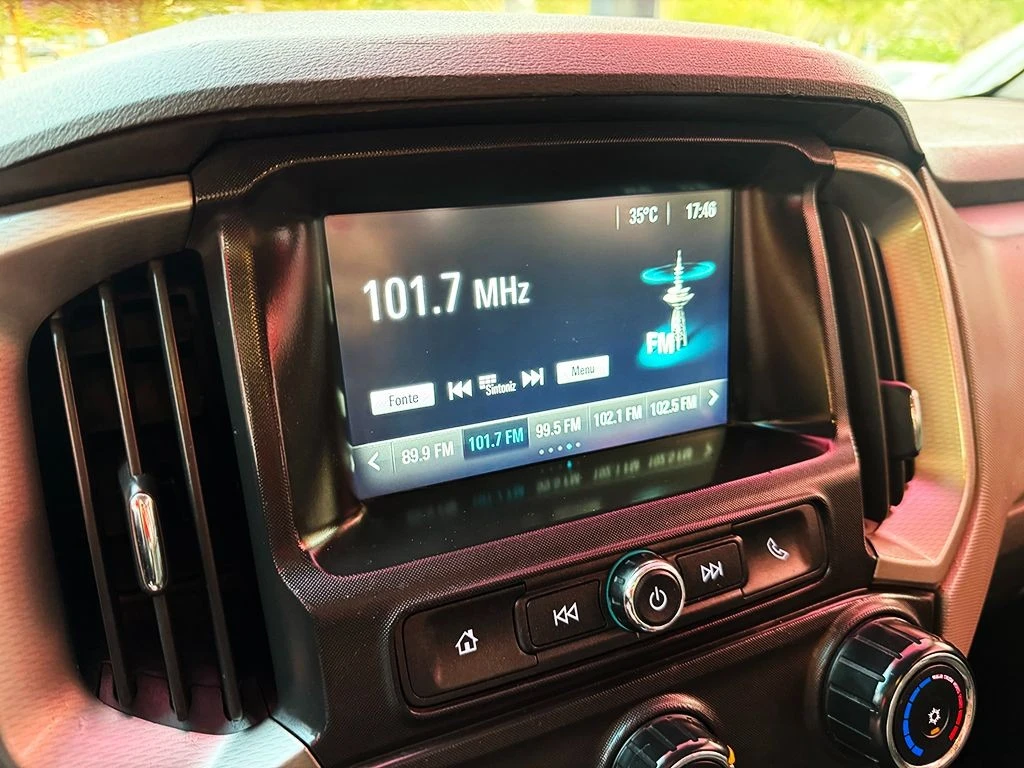 35°C 17:46
101.7 MHz
FM
Fonte
Sintoniz
Menu
89.9 FM 101.7 FM 99.5 FM 102.1 FM 102.5 FM